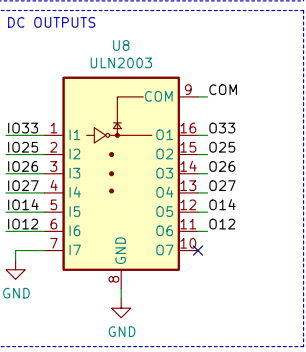 DC OUTPUTS
U8
ULN2003
COM 9 COM
IO33 1 I1 O1 16 O33
IO25 2 I2 O2 15 O25
IO26 3 I3 O3 14 O26
IO27 4 I4 O4 13 O27
IO14 5 I5 O5 12 O14
IO12 6 I6 O6 11 O12
7 I7 O7 10
GND
8
GND
GND